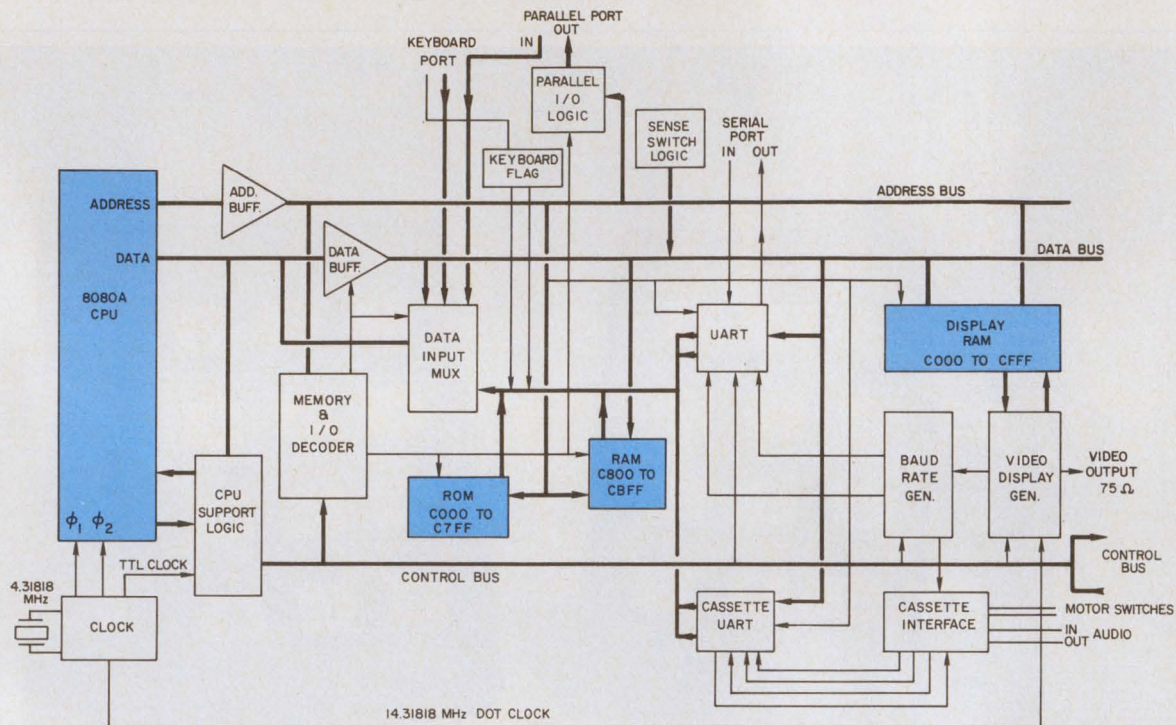 PARALLEL PORT
OUT
IN
KEYBOARD
PORT
PARALLEL
I/O
LOGIC
SENSE
SWITCH
LOGIC
SERIAL
PORT
IN OUT
KEYBOARD
FLAG
ADDRESS
ADD.
BUFF.
ADDRESS BUS
DATA
DATA
BUFF.
DATA BUS
8080A
CPU
DATA
INPUT
MUX
UART
DISPLAY
RAM
C000 TO CFFF
MEMORY
&
I/O
DECODER
RAM
C800 TO
CBFF
BAUD
RATE
GEN.
VIDEO
DISPLAY
GEN.
VIDEO
OUTPUT
75 Ω
ROM
C000 TO
C7FF
CPU
SUPPORT
LOGIC
ϕ1 ϕ2
TTL CLOCK
CONTROL BUS
CONTROL
BUS
4.31818
MHz
CLOCK
CASSETTE
UART
CASSETTE
INTERFACE
MOTOR SWITCHES
IN
OUT
AUDIO
14.31818 MHz DOT CLOCK